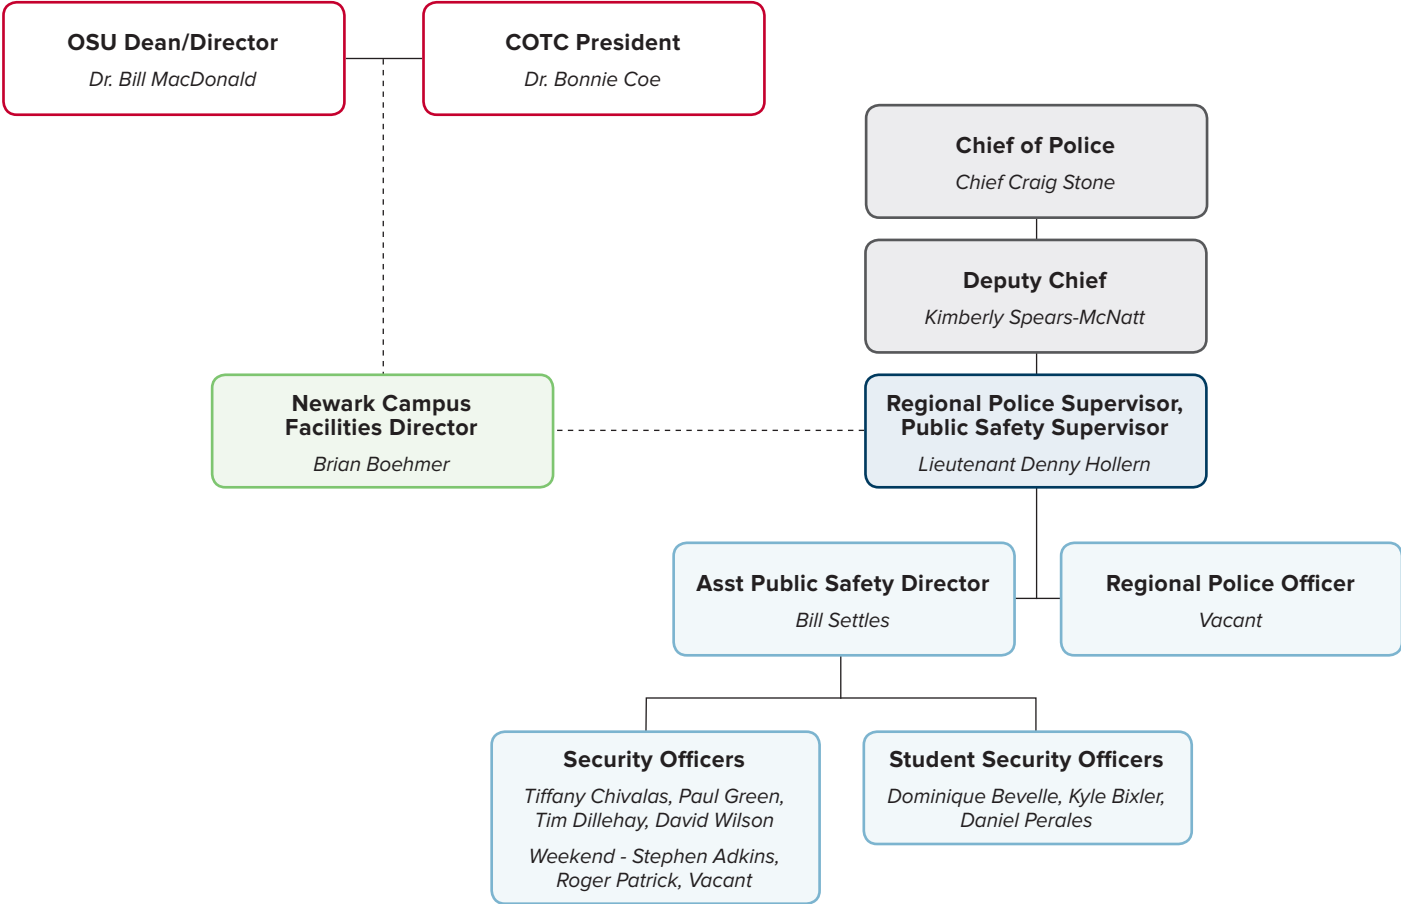 OSU Dean/Director
Dr. Bill MacDonald
COTC President
Dr. Bonnie Coe
Chief of Police
Chief Craig Stone
Deputy Chief
Kimberly Spears-McNatt
Newark Campus
Facilities Director
Brian Boehmer
Regional Police Supervisor,
Public Safety Supervisor
Lieutenant Denny Hollern
Asst Public Safety Director
Bill Settles
Regional Police Officer
Vacant
Security Officers
Tiffany Chivalas, Paul Green,
Tim Dillehay, David Wilson
Weekend - Stephen Adkins,
Roger Patrick, Vacant
Student Security Officers
Dominique Bevelle, Kyle Bixler,
Daniel Perales